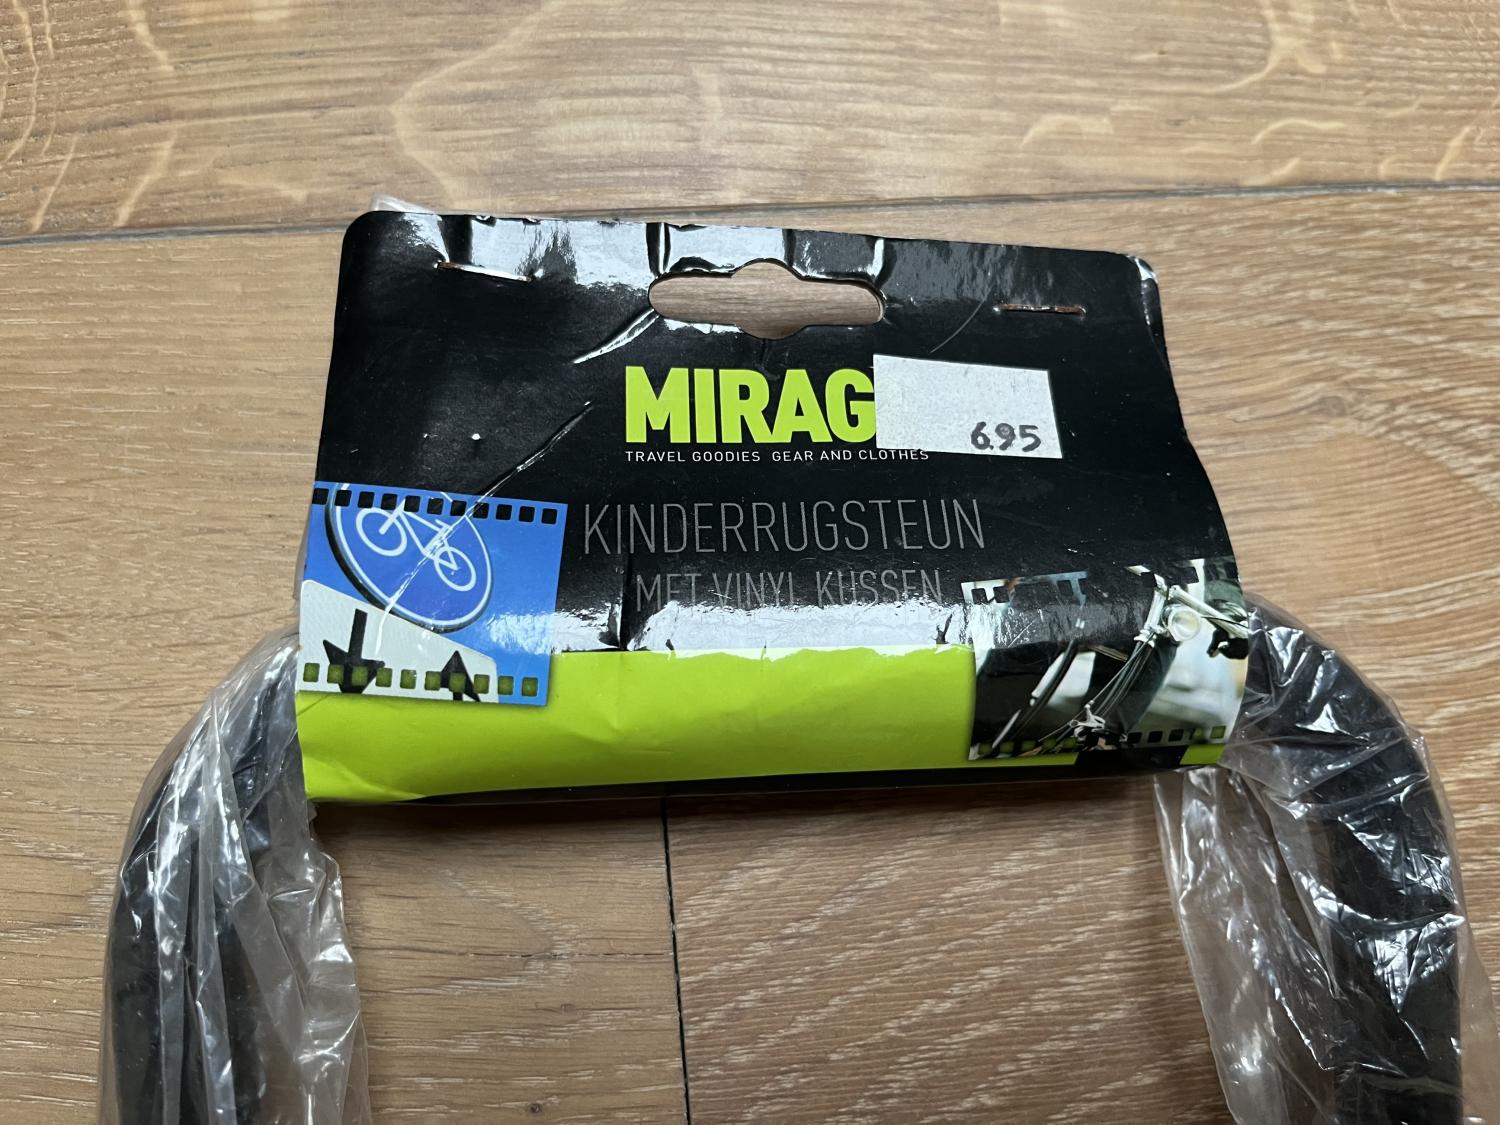 MIRAG
6.95
TRAVEL GOODIES GEAR AND CLOTHES
KINDERRUGSTEUN
MET VINYL KUSSEN